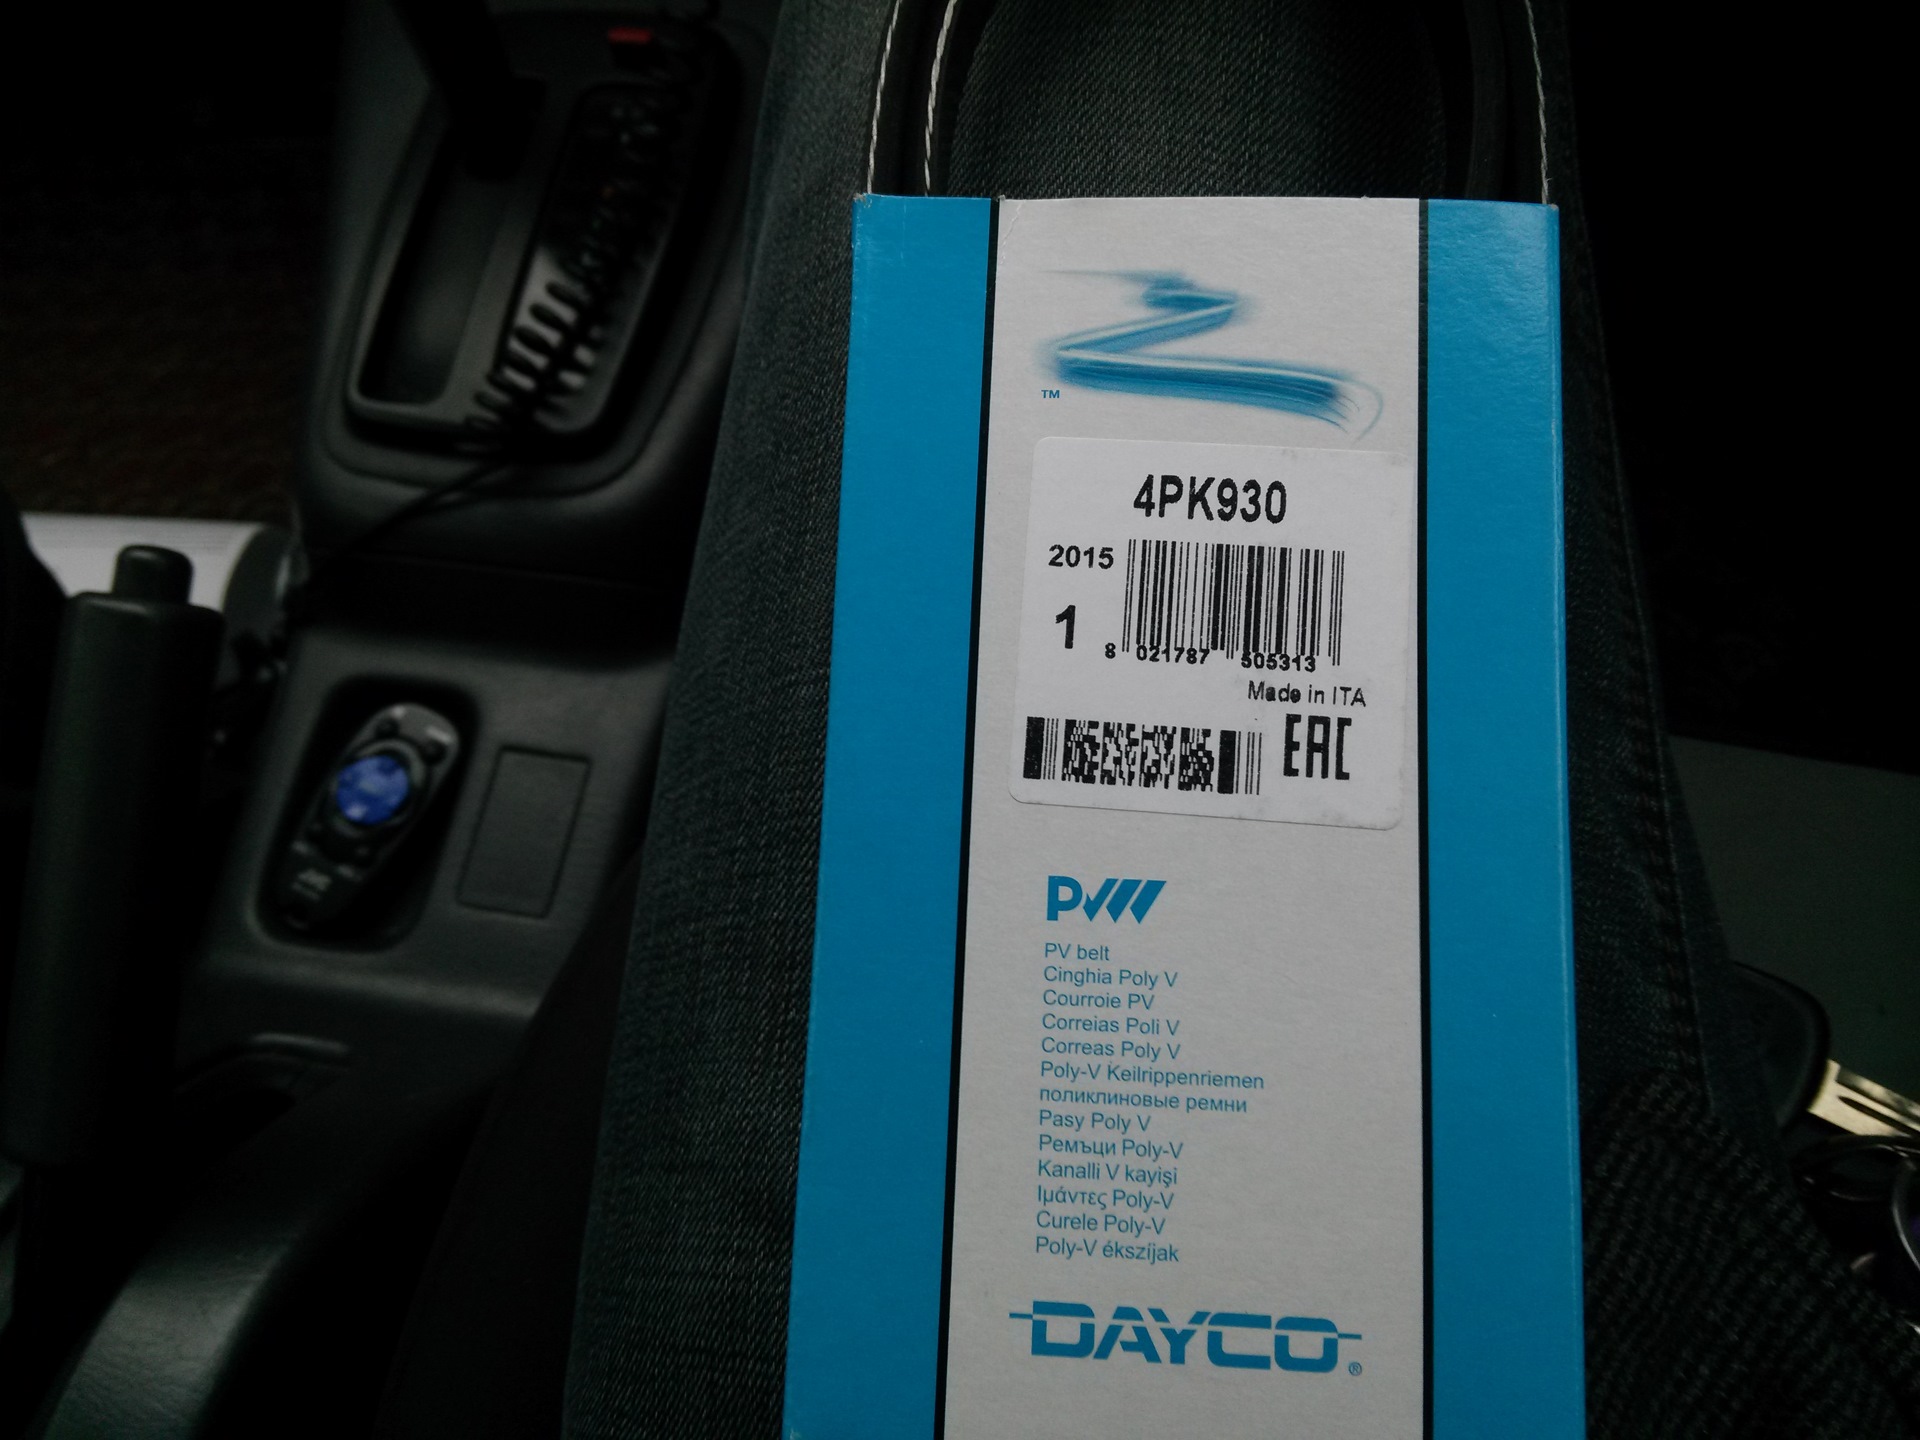 TM
4PK930
2015
1
8 021787 505313
Made in ITA
EAC
PV
PV belt
Cinghia Poly V
Courroie PV
Correias Poli V
Correas Poly V
Poly-V Keilrippenriemen
поликлиновые ремни
Pasy Poly V
Ремъци Poly-V
Kanalli V kayişi
Ιμάντες Poly-V
Curele Poly-V
Poly-V ékszíjak
DAYCO®